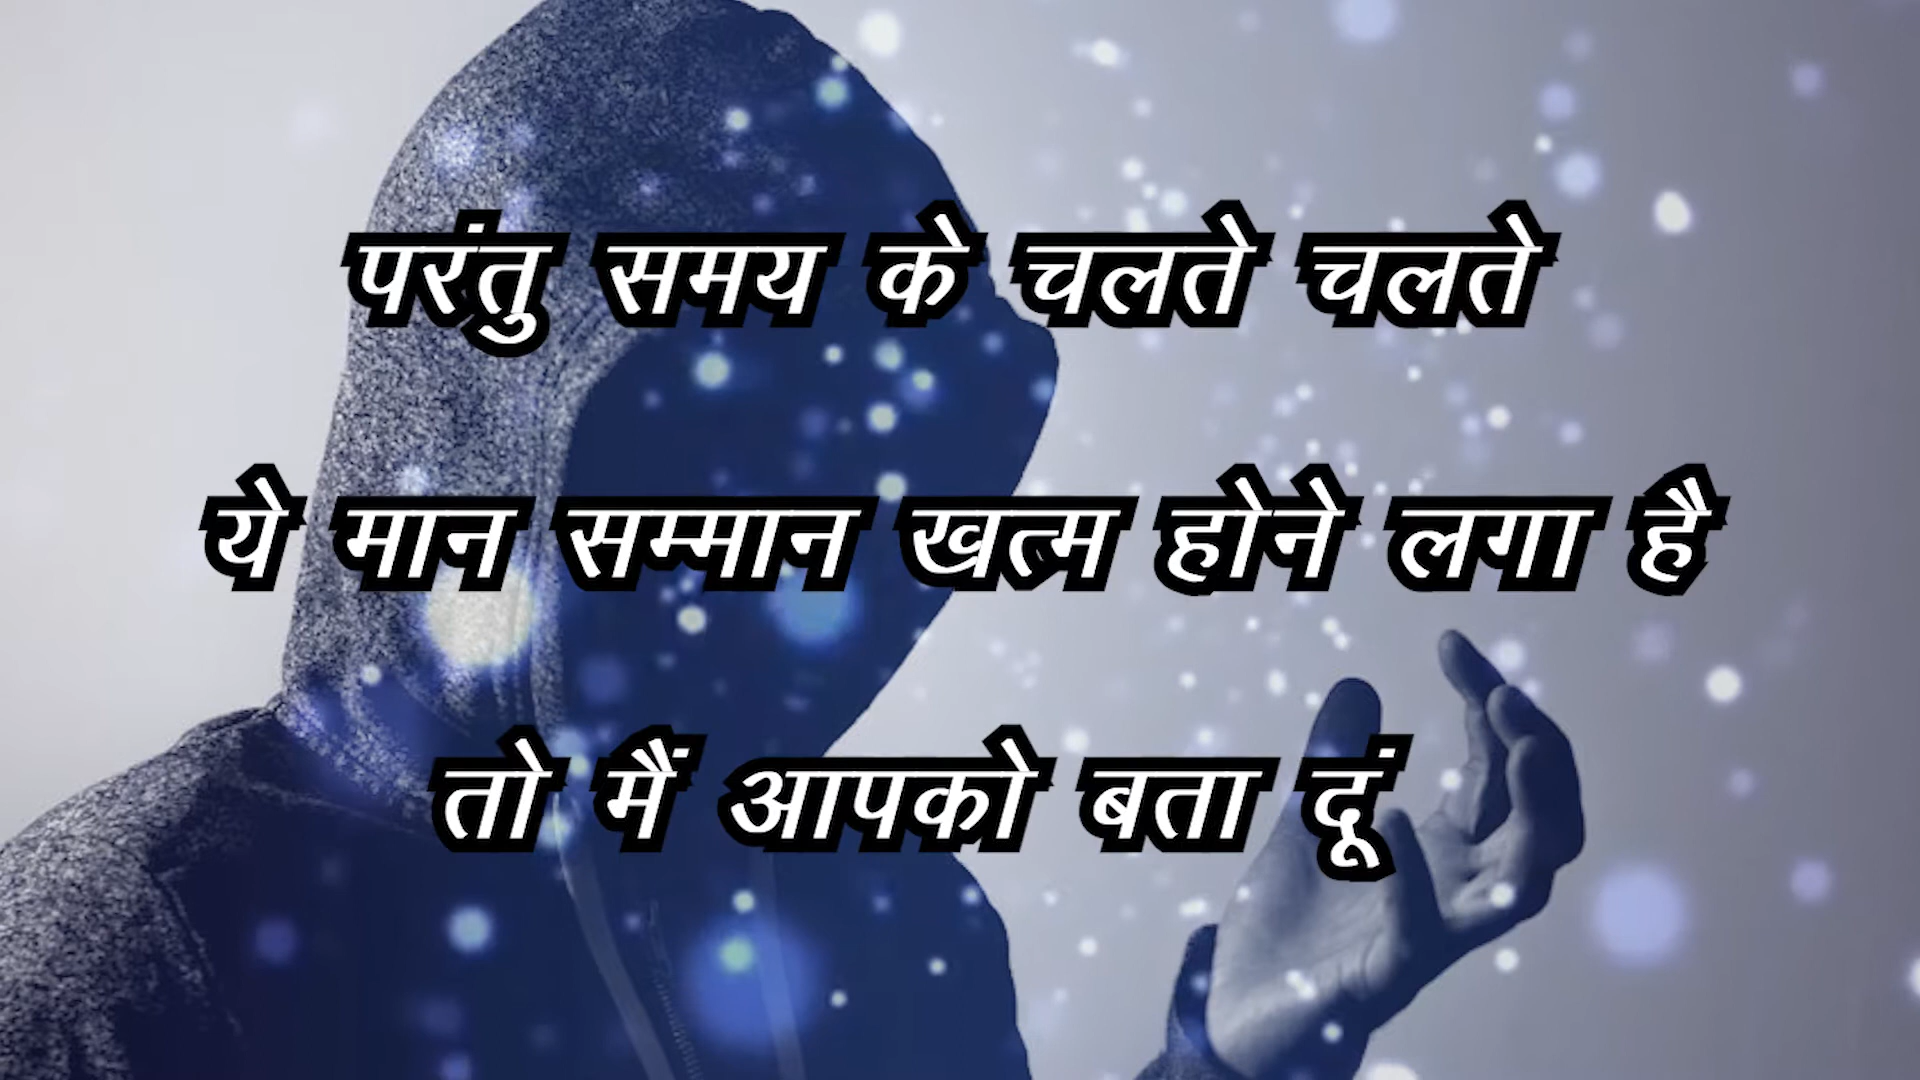 परंतु समय के चलते चलते
ये मान सम्मान खत्म होने लगा है
तो मैं आपको बता दूं